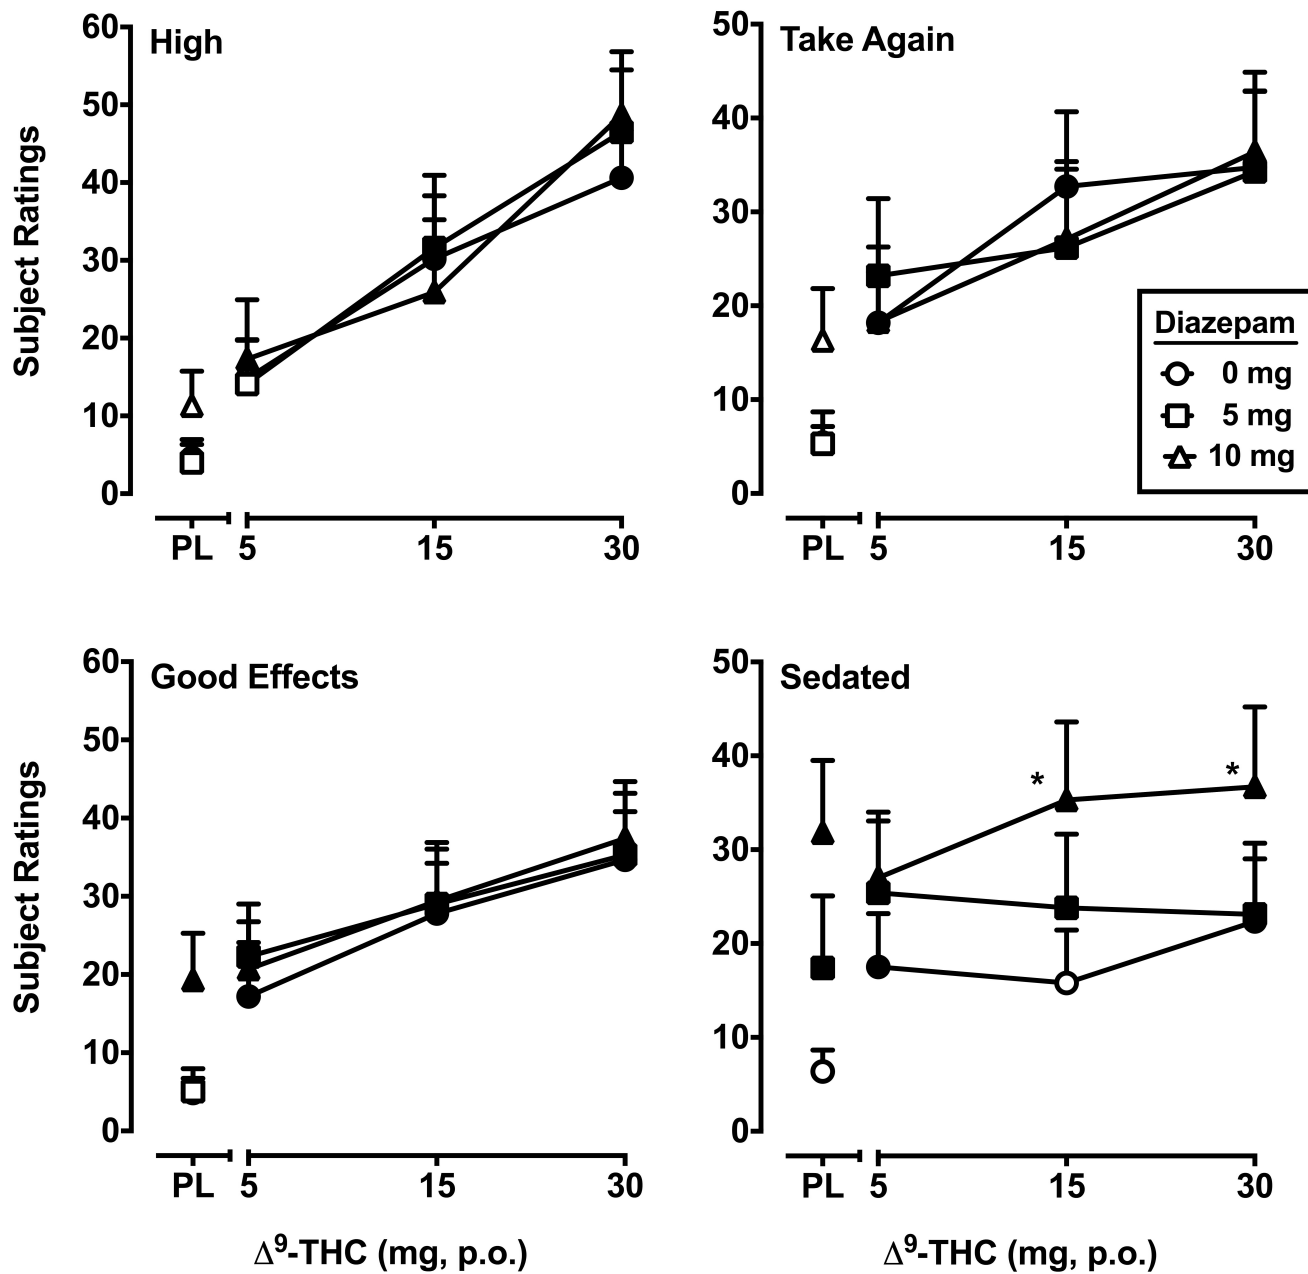 High
60
50
40
30
20
10
0
Subject Ratings
PL 5 15 30
Take Again
50
40
30
20
10
0
PL 5 15 30
Diazepam
0 mg
5 mg
10 mg
Good Effects
60
50
40
30
20
10
0
Subject Ratings
PL 5 15 30
Δ⁹-THC (mg, p.o.)
Sedated
50
40
30
20
10
0
* *
PL 5 15 30
Δ⁹-THC (mg, p.o.)